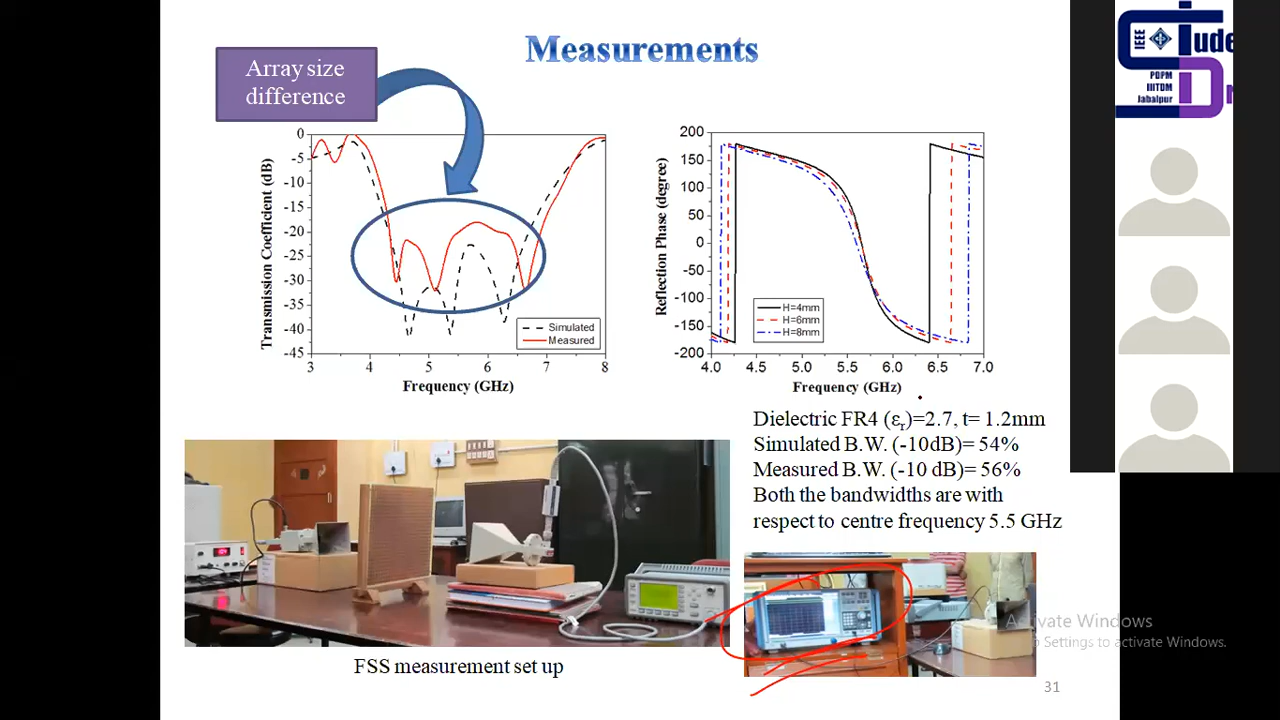 Measurements
Array size
difference
0
-5
-10
-15
-20
-25
-30
-35
-40
-45
3 4 5 6 7 8
Transmission Coefficient (dB)
Frequency (GHz)
Simulated
Measured
200
150
100
50
0
-50
-100
-150
-200
4.0 4.5 5.0 5.5 6.0 6.5 7.0
Reflection Phase (degree)
Frequency (GHz)
H=4mm
H=6mm
H=8mm
Dielectric FR4 (εr)=2.7, t= 1.2mm
Simulated B.W. (-10dB)= 54%
Measured B.W. (-10 dB)= 56%
Both the bandwidths are with
respect to centre frequency 5.5 GHz
FSS measurement set up
31
IEEE
tude
PDPM
IIITDM
Jabalpur
Activate Windows
Settings to activate Windows.